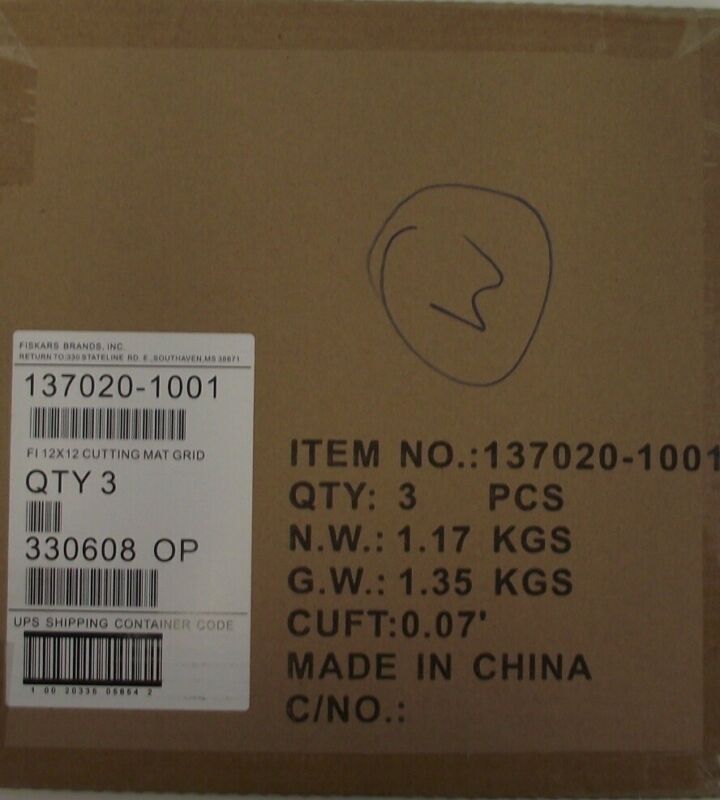 FISKARS BRANDS, INC.
RETURN TO:330 STATELINE RD. E.,SOUTHAVEN,MS 38671
137020-1001
FI 12X12 CUTTING MAT GRID
QTY 3
330608 OP
UPS SHIPPING CONTAINER CODE
1 00 20335 05854 2
3
ITEM NO.:137020-1001
QTY: 3 PCS
N.W.: 1.17 KGS
G.W.: 1.35 KGS
CUFT:0.07'
MADE IN CHINA
C/NO.: